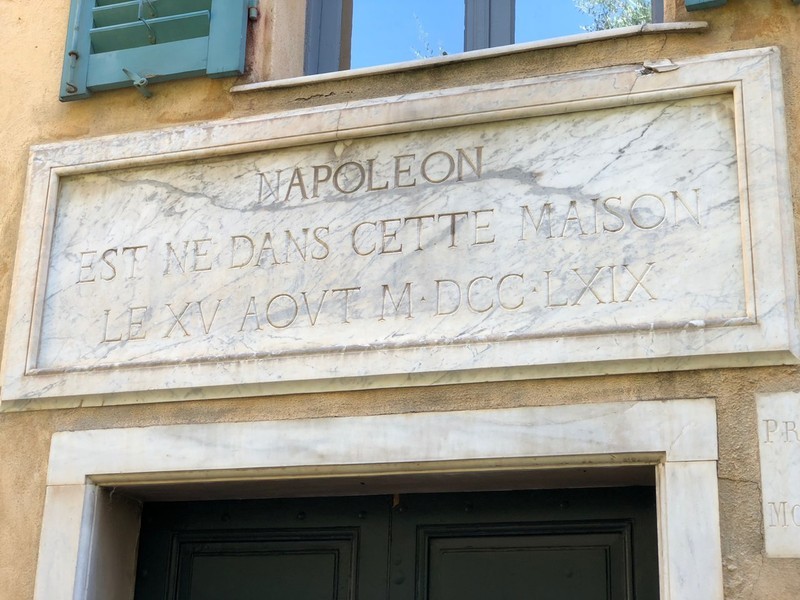 NAPOLEON
EST NE DANS CETTE MAISON
LE XV AOVT M·DCC·LXIX